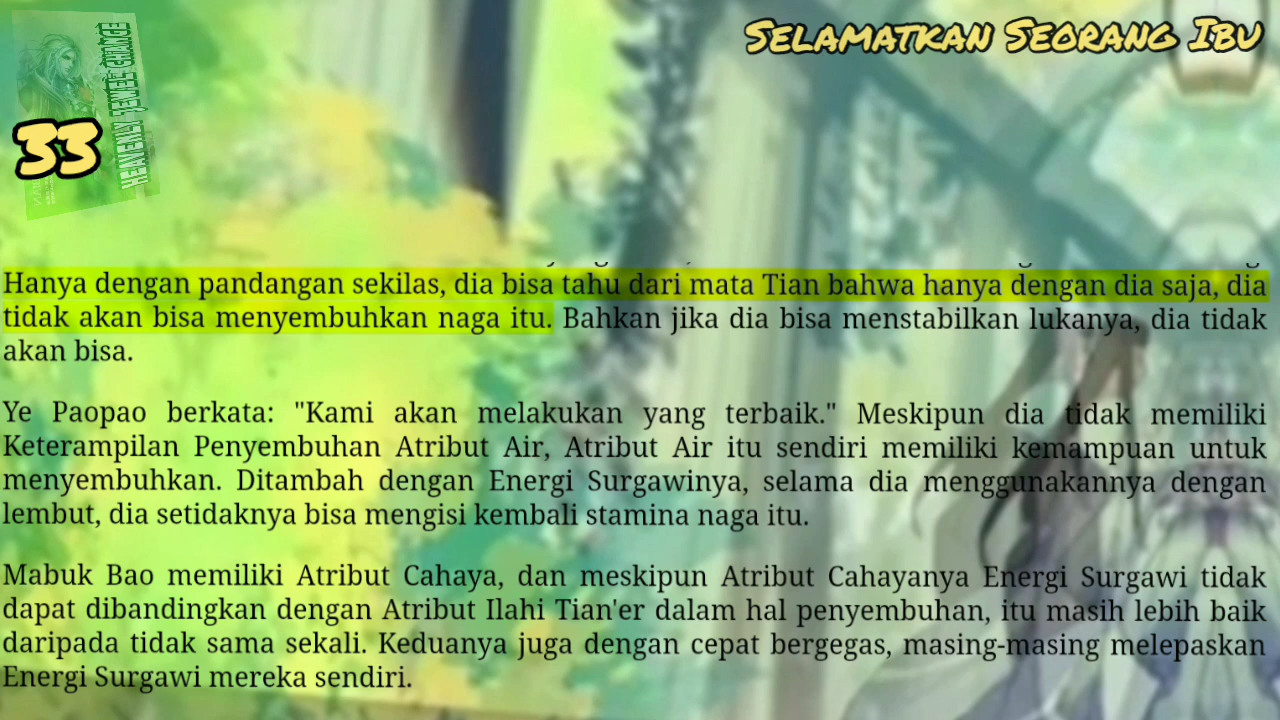 Selamatkan Seorang Ibu
HEAVENLY JEWEL CHANGE
33
Hanya dengan pandangan sekilas, dia bisa tahu dari mata Tian bahwa hanya dengan dia saja, dia
tidak akan bisa menyembuhkan naga itu. Bahkan jika dia bisa menstabilkan lukanya, dia tidak
akan bisa.
Ye Paopao berkata: "Kami akan melakukan yang terbaik." Meskipun dia tidak memiliki
Keterampilan Penyembuhan Atribut Air, Atribut Air itu sendiri memiliki kemampuan untuk
menyembuhkan. Ditambah dengan Energi Surgawinya, selama dia menggunakannya dengan
lembut, dia setidaknya bisa mengisi kembali stamina naga itu.
Mabuk Bao memiliki Atribut Cahaya, dan meskipun Atribut Cahayanya Energi Surgawi tidak
dapat dibandingkan dengan Atribut Ilahi Tian'er dalam hal penyembuhan, itu masih lebih baik
daripada tidak sama sekali. Keduanya juga dengan cepat bergegas, masing-masing melepaskan
Energi Surgawi mereka sendiri.